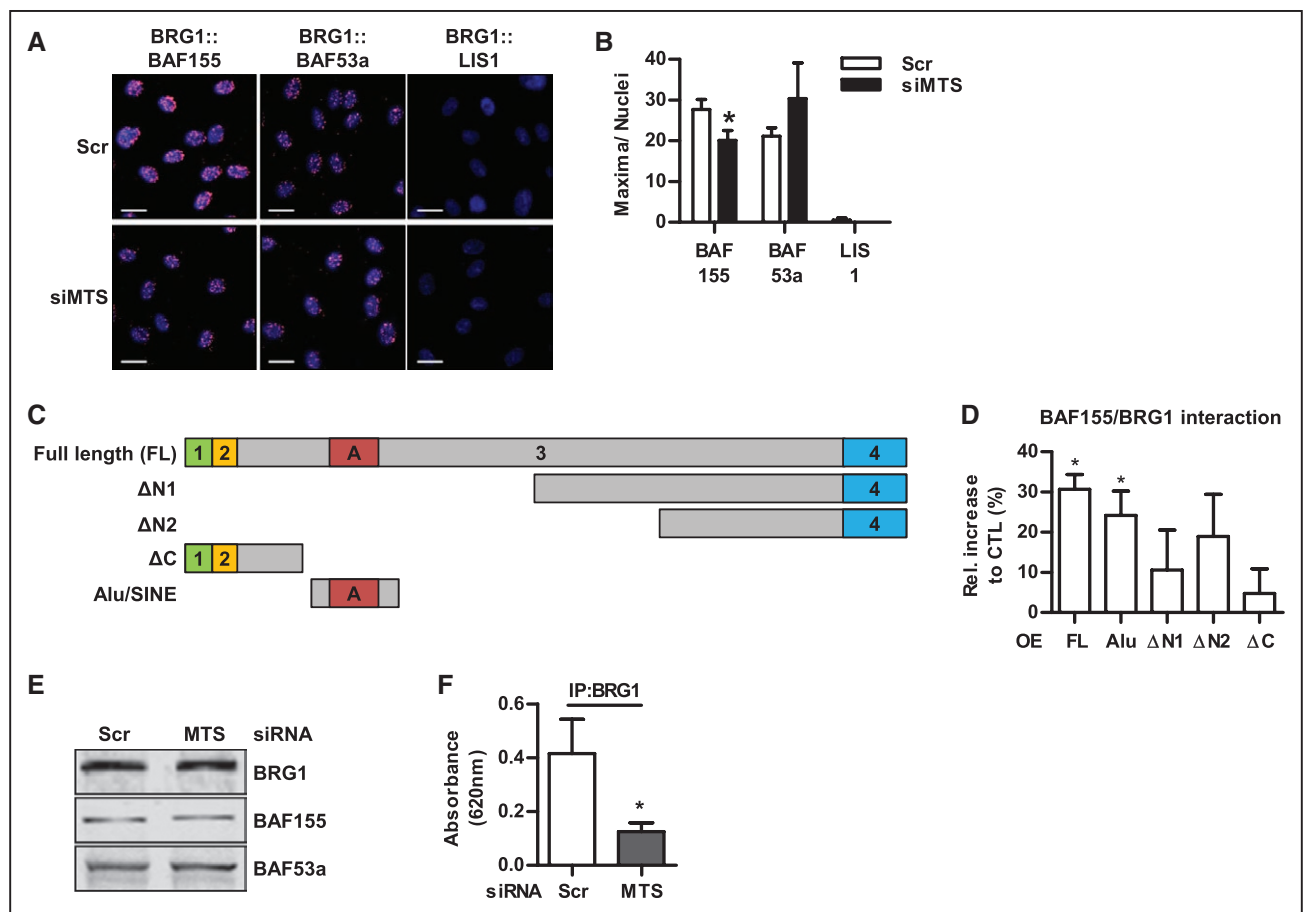 A
BRG1::
BAF155
BRG1::
BAF53a
BRG1::
LIS1
Scr
siMTS
B
Maxima/ Nuclei
40
30
20
10
0
Scr
siMTS
*
BAF
155
BAF
53a
LIS
1
C
Full length (FL)
1 2 A 3 4
ΔN1
4
ΔN2
4
ΔC
1 2
Alu/SINE
A
D
BAF155/BRG1 interaction
Rel. increase
to CTL (%)
40
30
20
10
0
* *
OE FL Alu ΔN1 ΔN2 ΔC
E
Scr MTS siRNA
BRG1
BAF155
BAF53a
F
IP:BRG1
Absorbance
(620nm)
0.6
0.4
0.2
0.0
*
siRNA Scr MTS